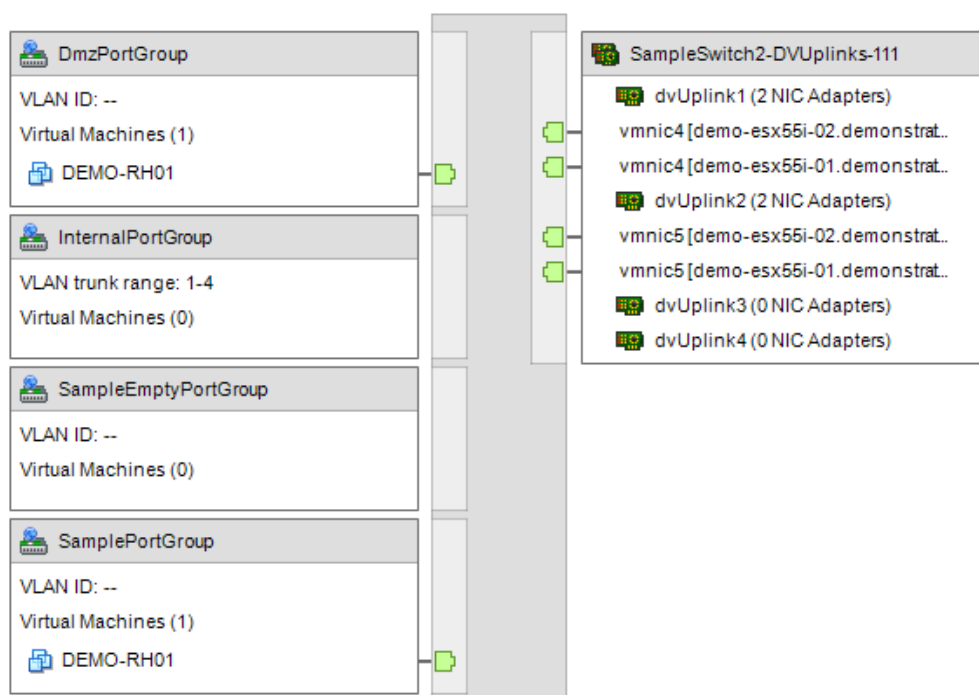 DmzPortGroup
VLAN ID: --
Virtual Machines (1)
DEMO-RH01
InternalPortGroup
VLAN trunk range: 1-4
Virtual Machines (0)
SampleEmptyPortGroup
VLAN ID: --
Virtual Machines (0)
SamplePortGroup
VLAN ID: --
Virtual Machines (1)
DEMO-RH01
SampleSwitch2-DVUplinks-111
dvUplink1 (2 NIC Adapters)
vmnic4 [demo-esx55i-02.demonstrat..
vmnic4 [demo-esx55i-01.demonstrat..
dvUplink2 (2 NIC Adapters)
vmnic5 [demo-esx55i-02.demonstrat..
vmnic5 [demo-esx55i-01.demonstrat..
dvUplink3 (0 NIC Adapters)
dvUplink4 (0 NIC Adapters)